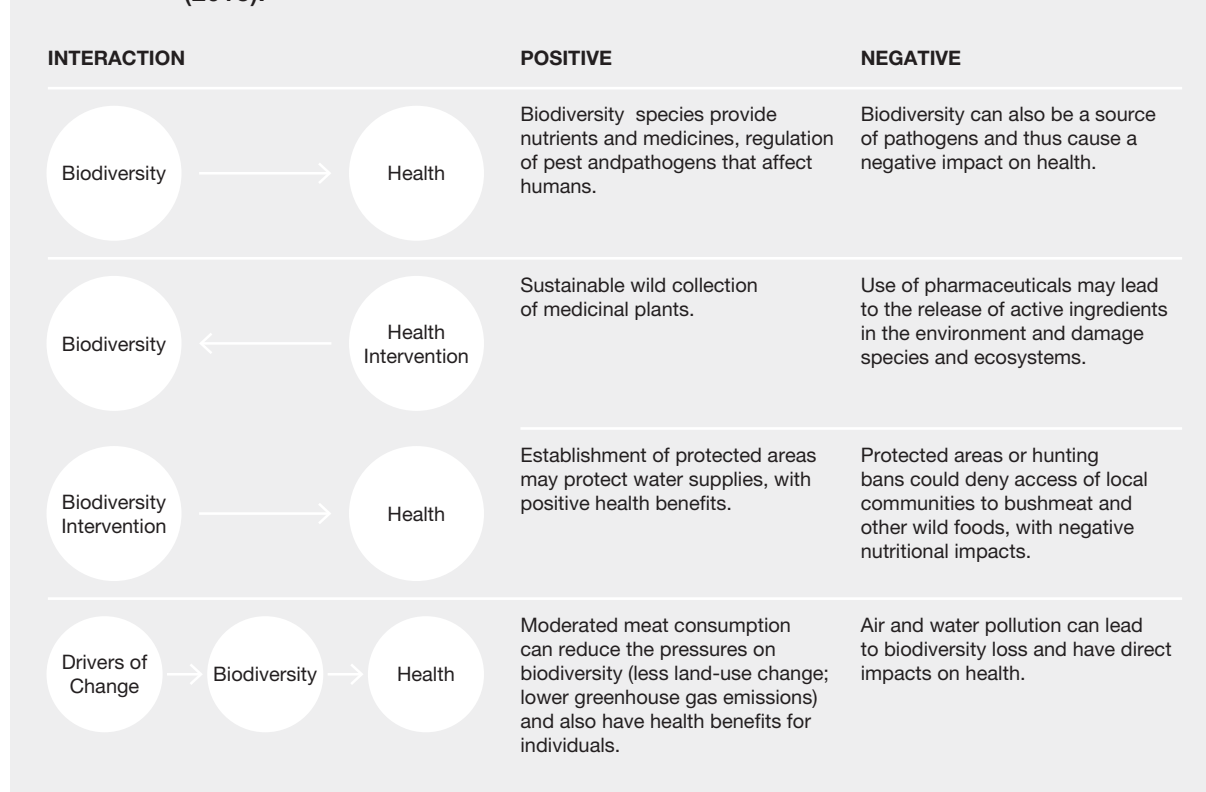 INTERACTION
POSITIVE
NEGATIVE
Biodiversity
Health
Biodiversity  species provide
nutrients and medicines, regulation
of pest andpathogens that affect
humans.
Biodiversity can also be a source
of pathogens and thus cause a
negative impact on health.
Biodiversity
Health
Intervention
Sustainable wild collection
of medicinal plants.
Use of pharmaceuticals may lead
to the release of active ingredients
in the environment and damage
species and ecosystems.
Biodiversity
Intervention
Health
Establishment of protected areas
may protect water supplies, with
positive health benefits.
Protected areas or hunting
bans could deny access of local
communities to bushmeat and
other wild foods, with negative
nutritional impacts.
Drivers of
Change
Biodiversity
Health
Moderated meat consumption
can reduce the pressures on
biodiversity (less land-use change;
lower greenhouse gas emissions)
and also have health benefits for
individuals.
Air and water pollution can lead
to biodiversity loss and have direct
impacts on health.